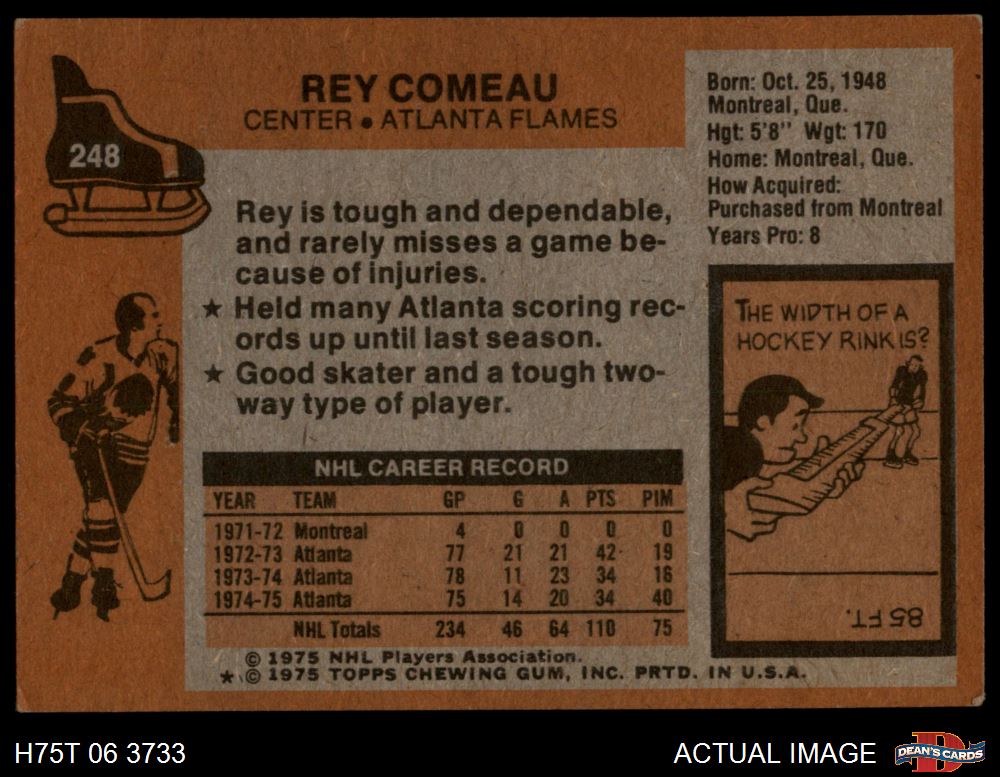 REY COMEAU
CENTER • ATLANTA FLAMES
248
Born: Oct. 25, 1948
Montreal, Que.
Hgt: 5'8" Wgt: 170
Home: Montreal, Que.
How Acquired:
Purchased from Montreal
Years Pro: 8
Rey is tough and dependable,
and rarely misses a game be-
cause of injuries.
★ Held many Atlanta scoring rec-
ords up until last season.
★ Good skater and a tough two-
way type of player.
THE WIDTH OF A
HOCKEY RINK IS?
85 FT.
NHL CAREER RECORD
YEAR TEAM GP G A PTS PIM
1971-72 Montreal 4 0 0 0 0
1972-73 Atlanta 77 21 21 42 19
1973-74 Atlanta 78 11 23 34 16
1974-75 Atlanta 75 14 20 34 40
NHL Totals 234 46 64 110 75
© 1975 NHL Players Association.
★ © 1975 TOPPS CHEWING GUM, INC. PRTD. IN U.S.A.
H75T 06 3733
ACTUAL IMAGE
D
DEAN'S CARDS